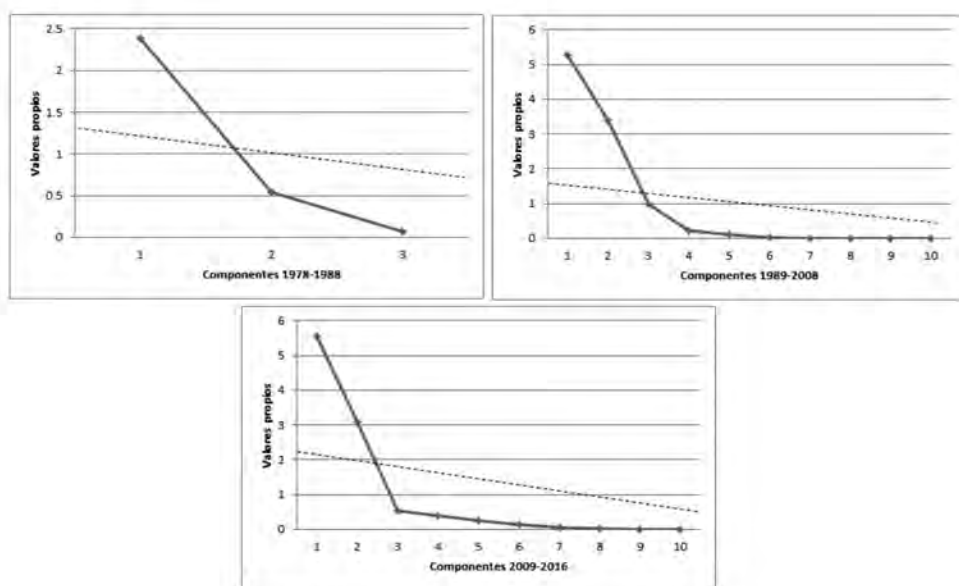 2.5
2
1.5
1
0.5
0
Valores propios
1 2 3
Componentes 1978-1988
6
5
4
3
2
1
0
Valores propios
1 2 3 4 5 6 7 8 9 10
Componentes 1989-2008
6
5
4
3
2
1
0
Valores propios
1 2 3 4 5 6 7 8 9 10
Componentes 2009-2016